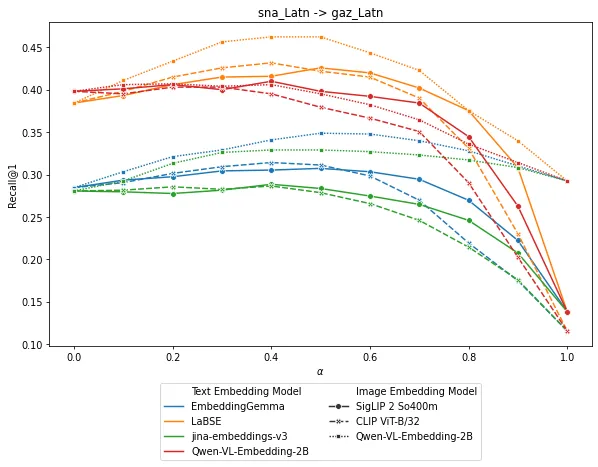 sna_Latn -> gaz_Latn
Recall@1
0.45
0.40
0.35
0.30
0.25
0.20
0.15
0.10
0.0 0.2 0.4 0.6 0.8 1.0
α
Text Embedding Model Image Embedding Model
EmbeddingGemma SigLIP 2 So400m
LaBSE CLIP ViT-B/32
jina-embeddings-v3 Qwen-VL-Embedding-2B
Qwen-VL-Embedding-2B